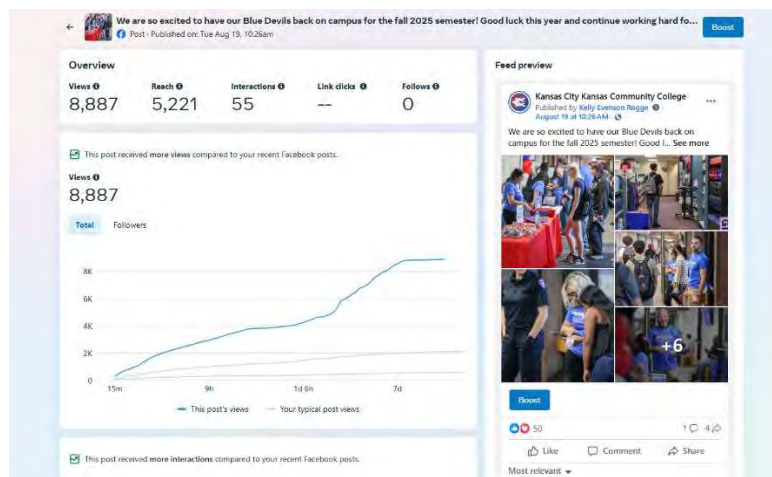 We are so excited to have our Blue Devils back on campus for the fall 2025 semester! Good luck this year and continue working hard fo...
Post · Published on: Tue Aug 19, 10:26am
Boost
Overview
Views Reach Interactions Link clicks Follows
8,887 5,221 55 -- 0
This post received more views compared to your recent Facebook posts.
Views
8,887
Total Followers
8K
6K
4K
2K
0
15m 9h 1d 6h 7d
This post's views Your typical post views
This post received more interactions compared to your recent Facebook posts.
Feed preview
Kansas City Kansas Community College
Published by Kelly Evenson Rogge
August 19 at 10:26 AM ·
We are so excited to have our Blue Devils back on
campus for the fall 2025 semester! Good l... See more
+6
Boost
50 1 4
Like Comment Share
Most relevant